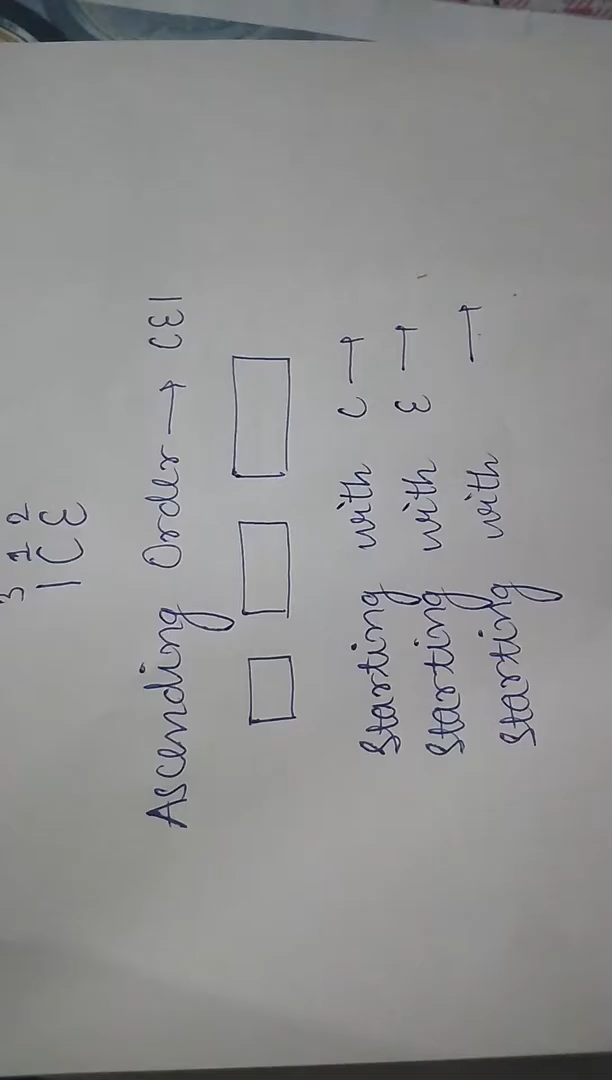 3 1 2
I C E
Ascending Order → CEI
Starting with C →
Starting with E →
Starting with →